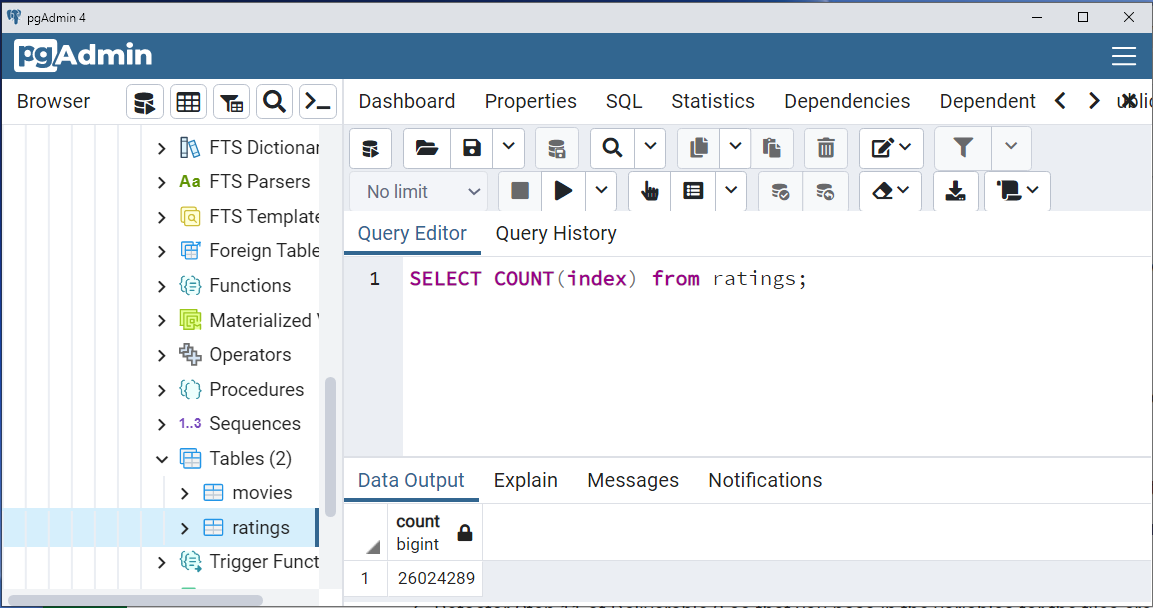 pgAdmin 4
pgAdmin
Browser
Dashboard Properties SQL Statistics Dependencies Dependent
FTS Dictionar
Aa FTS Parsers
FTS Template
Foreign Table
Functions
Materialized
Operators
Procedures
1..3 Sequences
Tables (2)
movies
ratings
Trigger Funct
No limit
Query Editor Query History
1 SELECT COUNT(index) from ratings;
Data Output Explain Messages Notifications
count
bigint
1 26024289